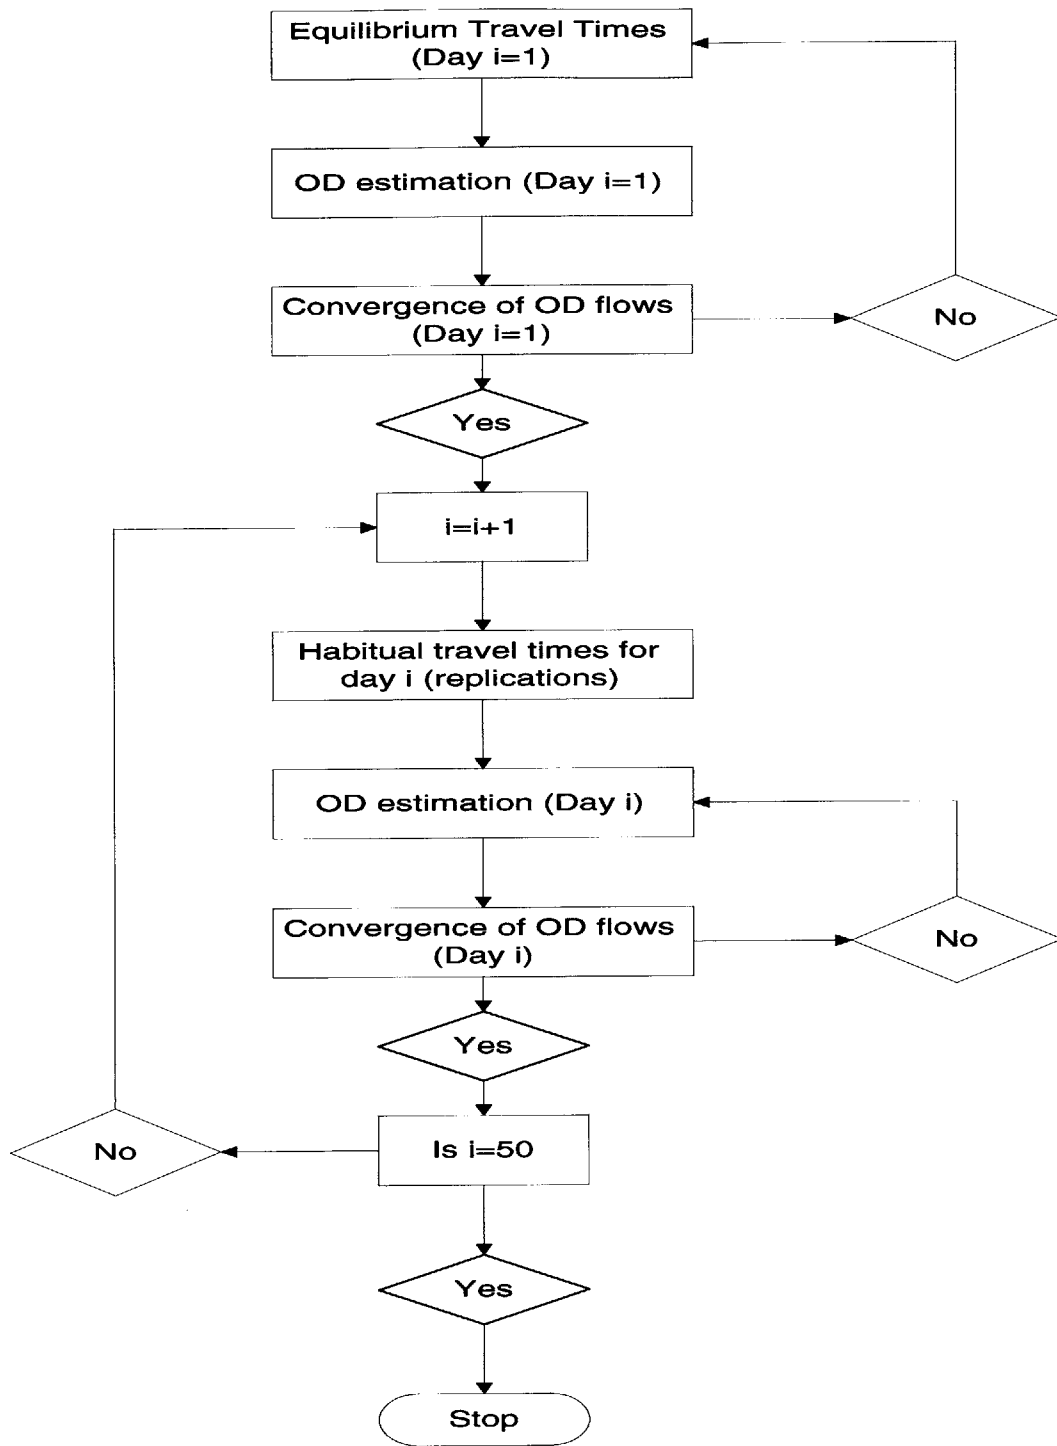 Equilibrium Travel Times
(Day i=1)
OD estimation (Day i=1)
Convergence of OD flows
(Day i=1)
No
Yes
i=i+1
Habitual travel times for
day i (replications)
OD estimation (Day i)
Convergence of OD flows
(Day i)
No
Yes
Is i=50
No
Yes
Stop